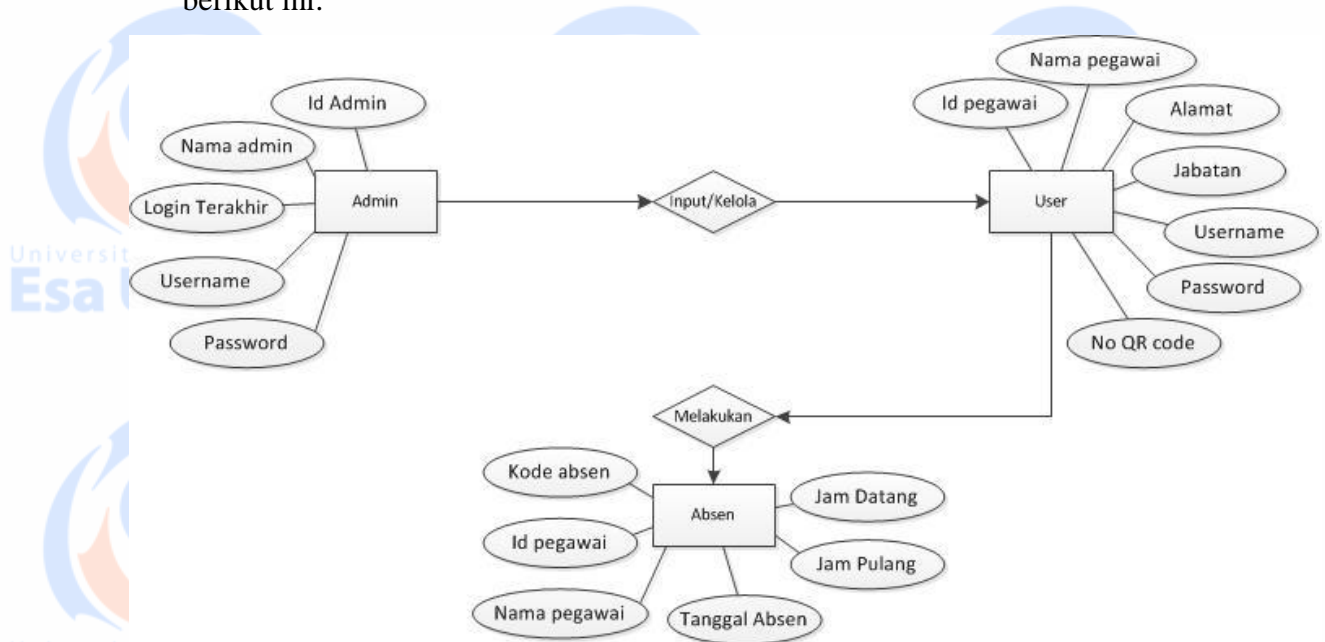 Nama pegawai
Id Admin
Id pegawai
Alamat
Nama admin
Jabatan
Login Terakhir
Admin
Input/Kelola
User
Username
Universit
Esa
Username
Password
Password
No QR code
Melakukan
Kode absen
Jam Datang
Absen
Id pegawai
Jam Pulang
Nama pegawai
Tanggal Absen